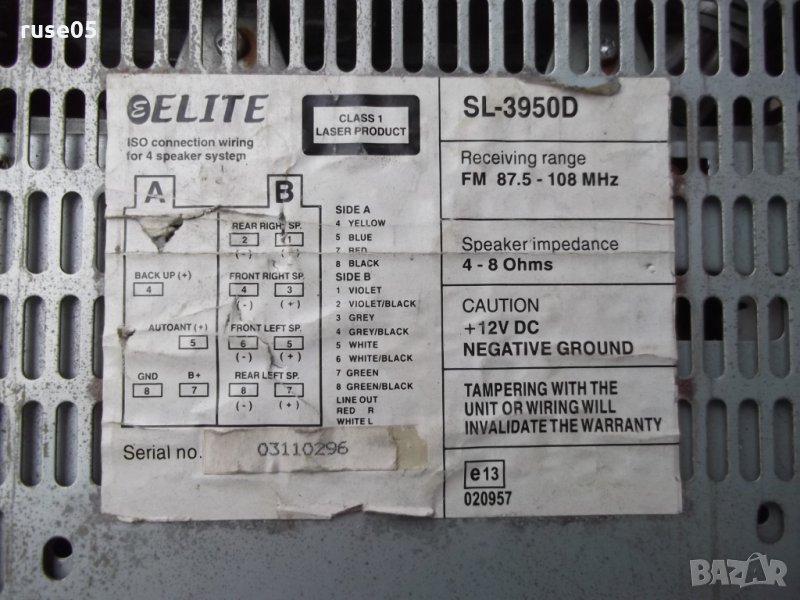 ruse05
ELITE
ISO connection wiring
for 4 speaker system
CLASS 1
LASER PRODUCT
A
B
REAR RIGHT SP.
2 1
(-) (+)
BACK UP (+)
4
FRONT RIGHT SP.
4 3
(-) (+)
AUTOANT (+)
5
FRONT LEFT SP.
6 5
(-) (+)
GND B+
8 7
REAR LEFT SP.
8 7
(-) (+)
SIDE A
4 YELLOW
5 BLUE
7 RED
8 BLACK
SIDE B
1 VIOLET
2 VIOLET/BLACK
3 GREY
4 GREY/BLACK
5 WHITE
6 WHITE/BLACK
7 GREEN
8 GREEN/BLACK
LINE OUT
RED R
WHITE L
Serial no. 03110296
SL-3950D
Receiving range
FM 87.5 - 108 MHz
Speaker impedance
4 - 8 Ohms
CAUTION
+12V DC
NEGATIVE GROUND
TAMPERING WITH THE
UNIT OR WIRING WILL
INVALIDATE THE WARRANTY
e13
020957
BAZAR